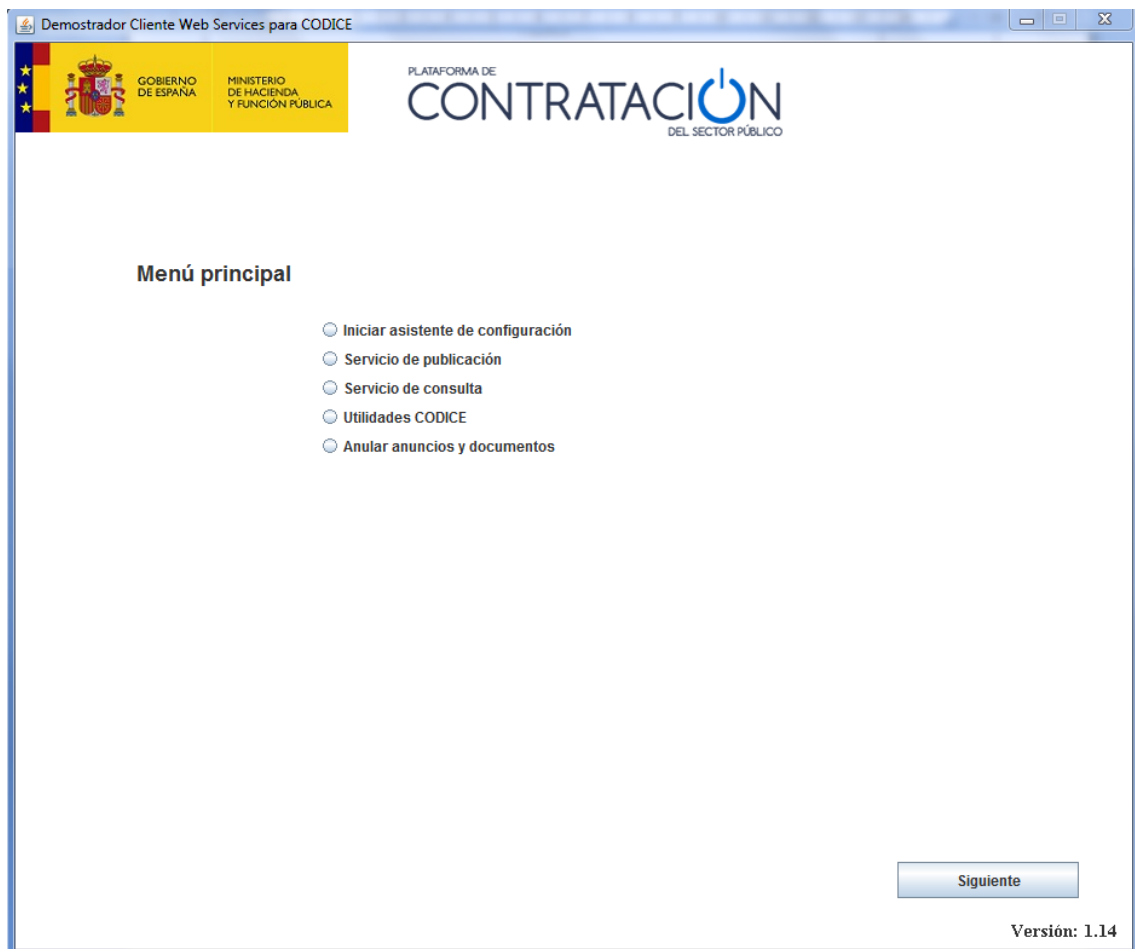 Demostrador Cliente Web Services para CODICE
GOBIERNO
DE ESPAÑA
MINISTERIO
DE HACIENDA
Y FUNCIÓN PÚBLICA
PLATAFORMA DE
CONTRATACIÓN
DEL SECTOR PÚBLICO
Menú principal
Iniciar asistente de configuración
Servicio de publicación
Servicio de consulta
Utilidades CODICE
Anular anuncios y documentos
Siguiente
Versión: 1.14